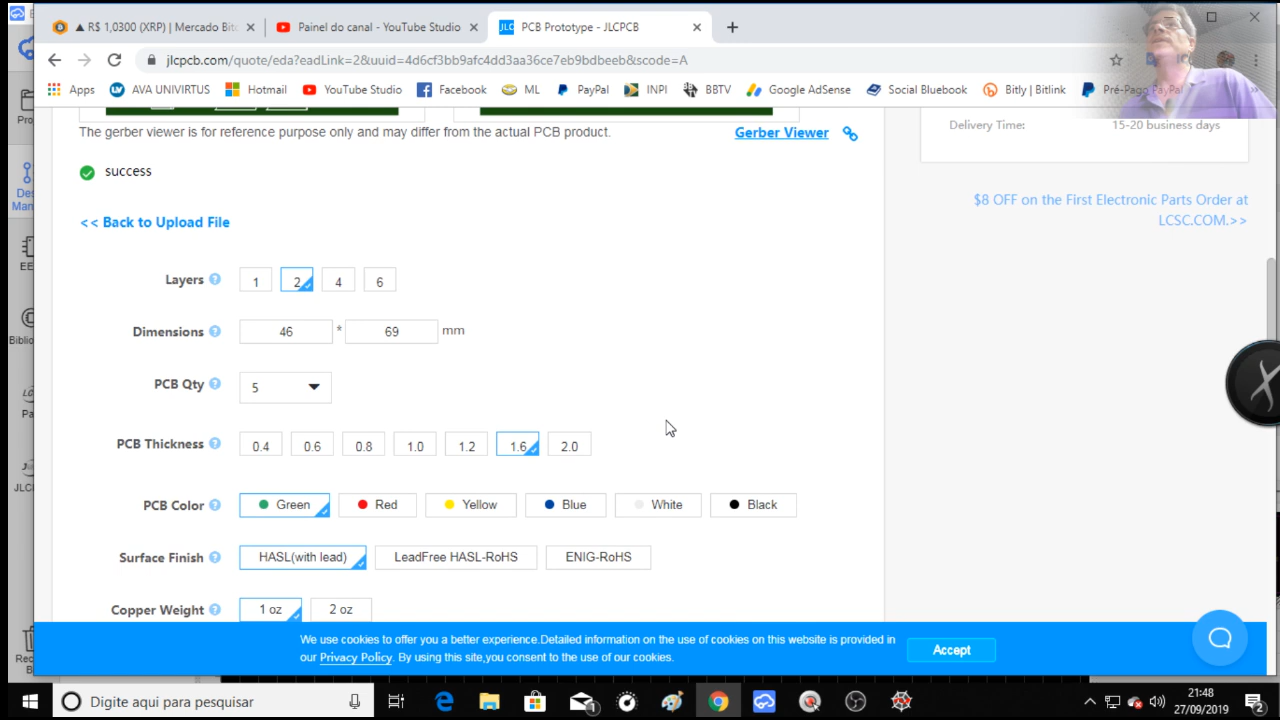 ▲ R$ 1,0300 (XRP) | Mercado Bit
Painel do canal - YouTube Studio
JLC PCB Prototype - JLCPCB
jlcpcb.com/quote/eda?eadLink=2&uuid=4d6cf3bb9afc4dd3aa36ce7eb9bdbeeb&scode=A
Apps
AVA UNIVIRTUS
Hotmail
YouTube Studio
Facebook
ML
PayPal
INPI
BBTV
Google AdSense
Social Bluebook
Bitly | Bitlink
Pré-Pago PayPal
The gerber viewer is for reference purpose only and may differ from the actual PCB product.
Gerber Viewer
Delivery Time: 15-20 business days
success
$8 OFF on the First Electronic Parts Order at
LCSC.COM.>>
<< Back to Upload File
Layers 1 2 4 6
Dimensions 46 * 69 mm
PCB Qty 5
PCB Thickness 0.4 0.6 0.8 1.0 1.2 1.6 2.0
PCB Color Green Red Yellow Blue White Black
Surface Finish HASL(with lead) LeadFree HASL-RoHS ENIG-RoHS
Copper Weight 1 oz 2 oz
We use cookies to offer you a better experience.Detailed information on the use of cookies on this website is provided in
our Privacy Policy. By using this site,you consent to the use of our cookies.
Accept
Digite aqui para pesquisar
1
21:48
27/09/2019
2